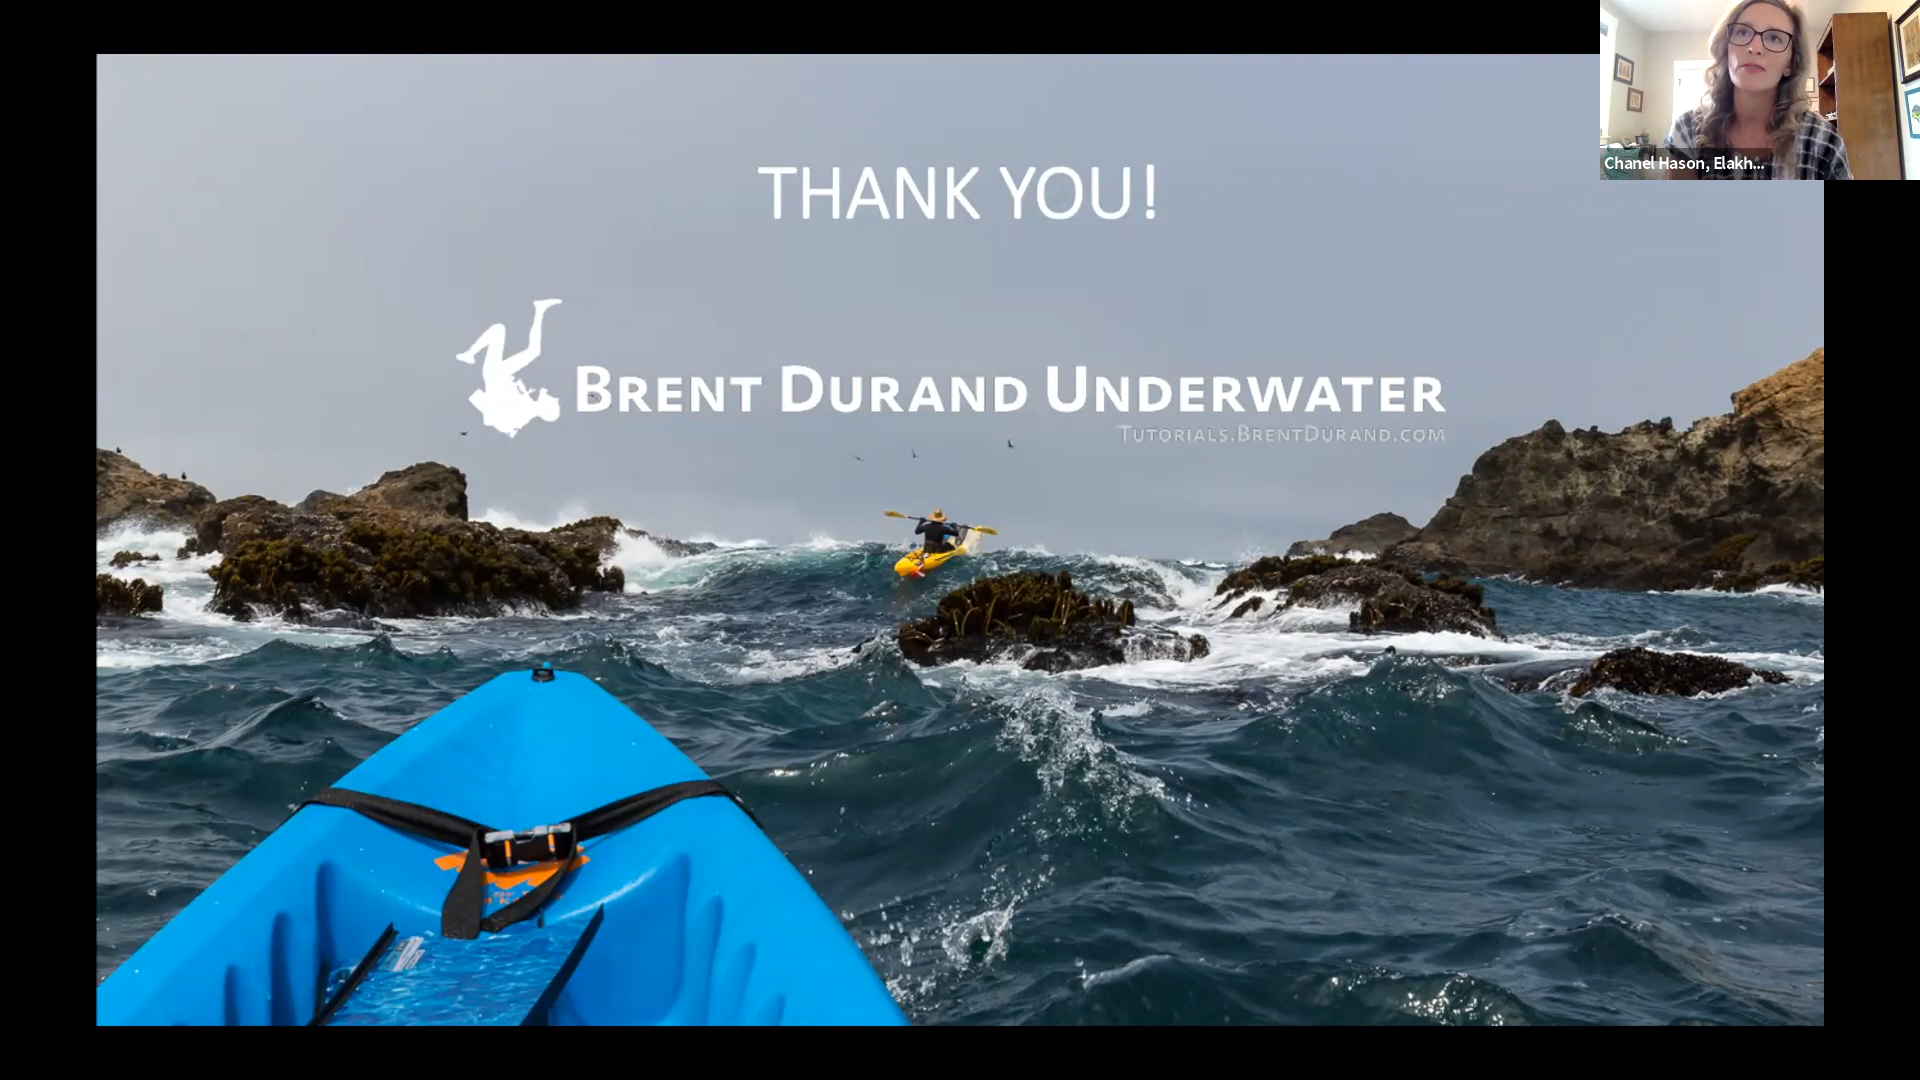 THANK YOU!
BRENT DURAND UNDERWATER
TUTORIALS.BRENTDURAND.COM
Chanel Hason, Elakh...